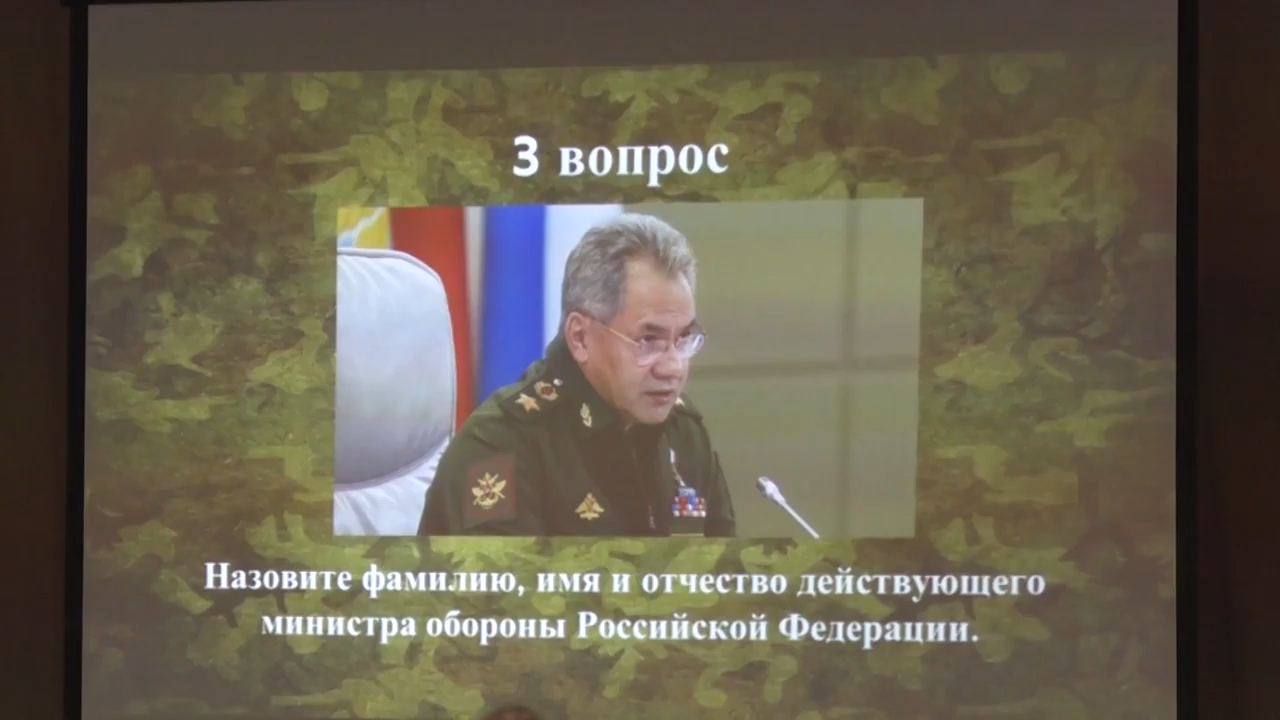 3 вопрос
Назовите фамилию, имя и отчество действующего
министра обороны Российской Федерации.